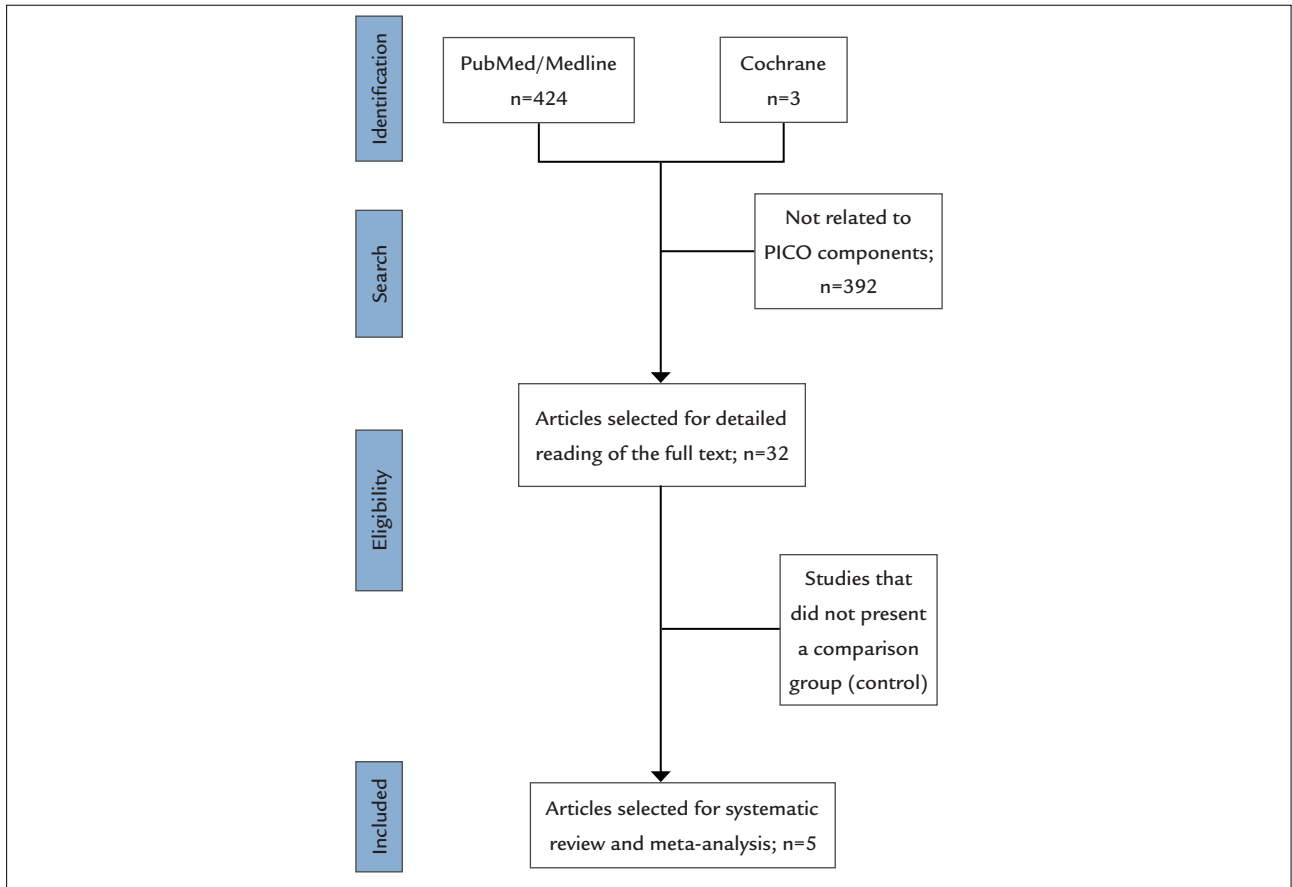 Identification
PubMed/Medline
n=424
Cochrane
n=3
Search
Not related to
PICO components;
n=392
Eligibility
Articles selected for detailed
reading of the full text; n=32
Studies that
did not present
a comparison
group (control)
Included
Articles selected for systematic
review and meta-analysis; n=5